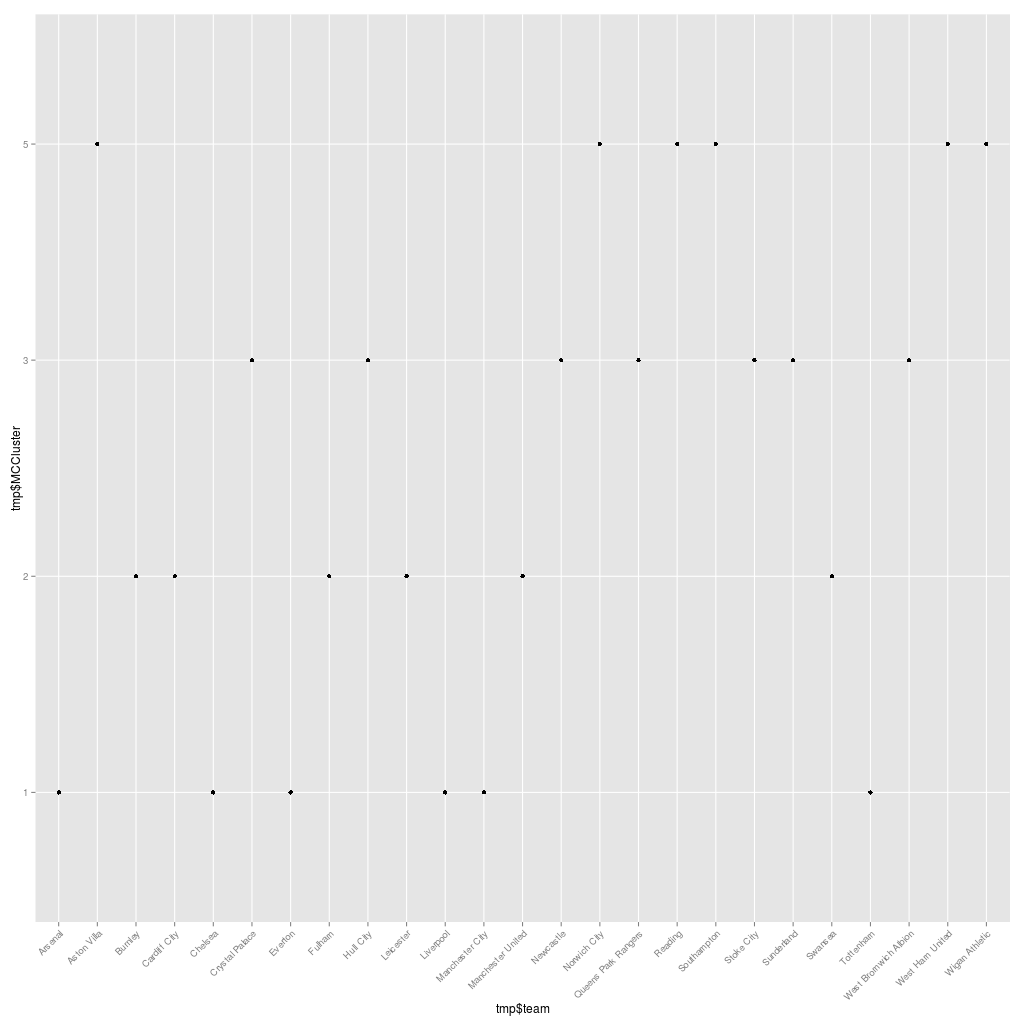 5
3
2
1
tmp$MCCluster
Arsenal
Aston Villa
Burnley
Cardiff City
Chelsea
Crystal Palace
Everton
Fulham
Hull City
Leicester
Liverpool
Manchester City
Manchester United
Newcastle
Norwich City
Queens Park Rangers
Reading
Southampton
Stoke City
Sunderland
Swansea
Tottenham
West Bromwich Albion
West Ham United
Wigan Athletic
tmp$team